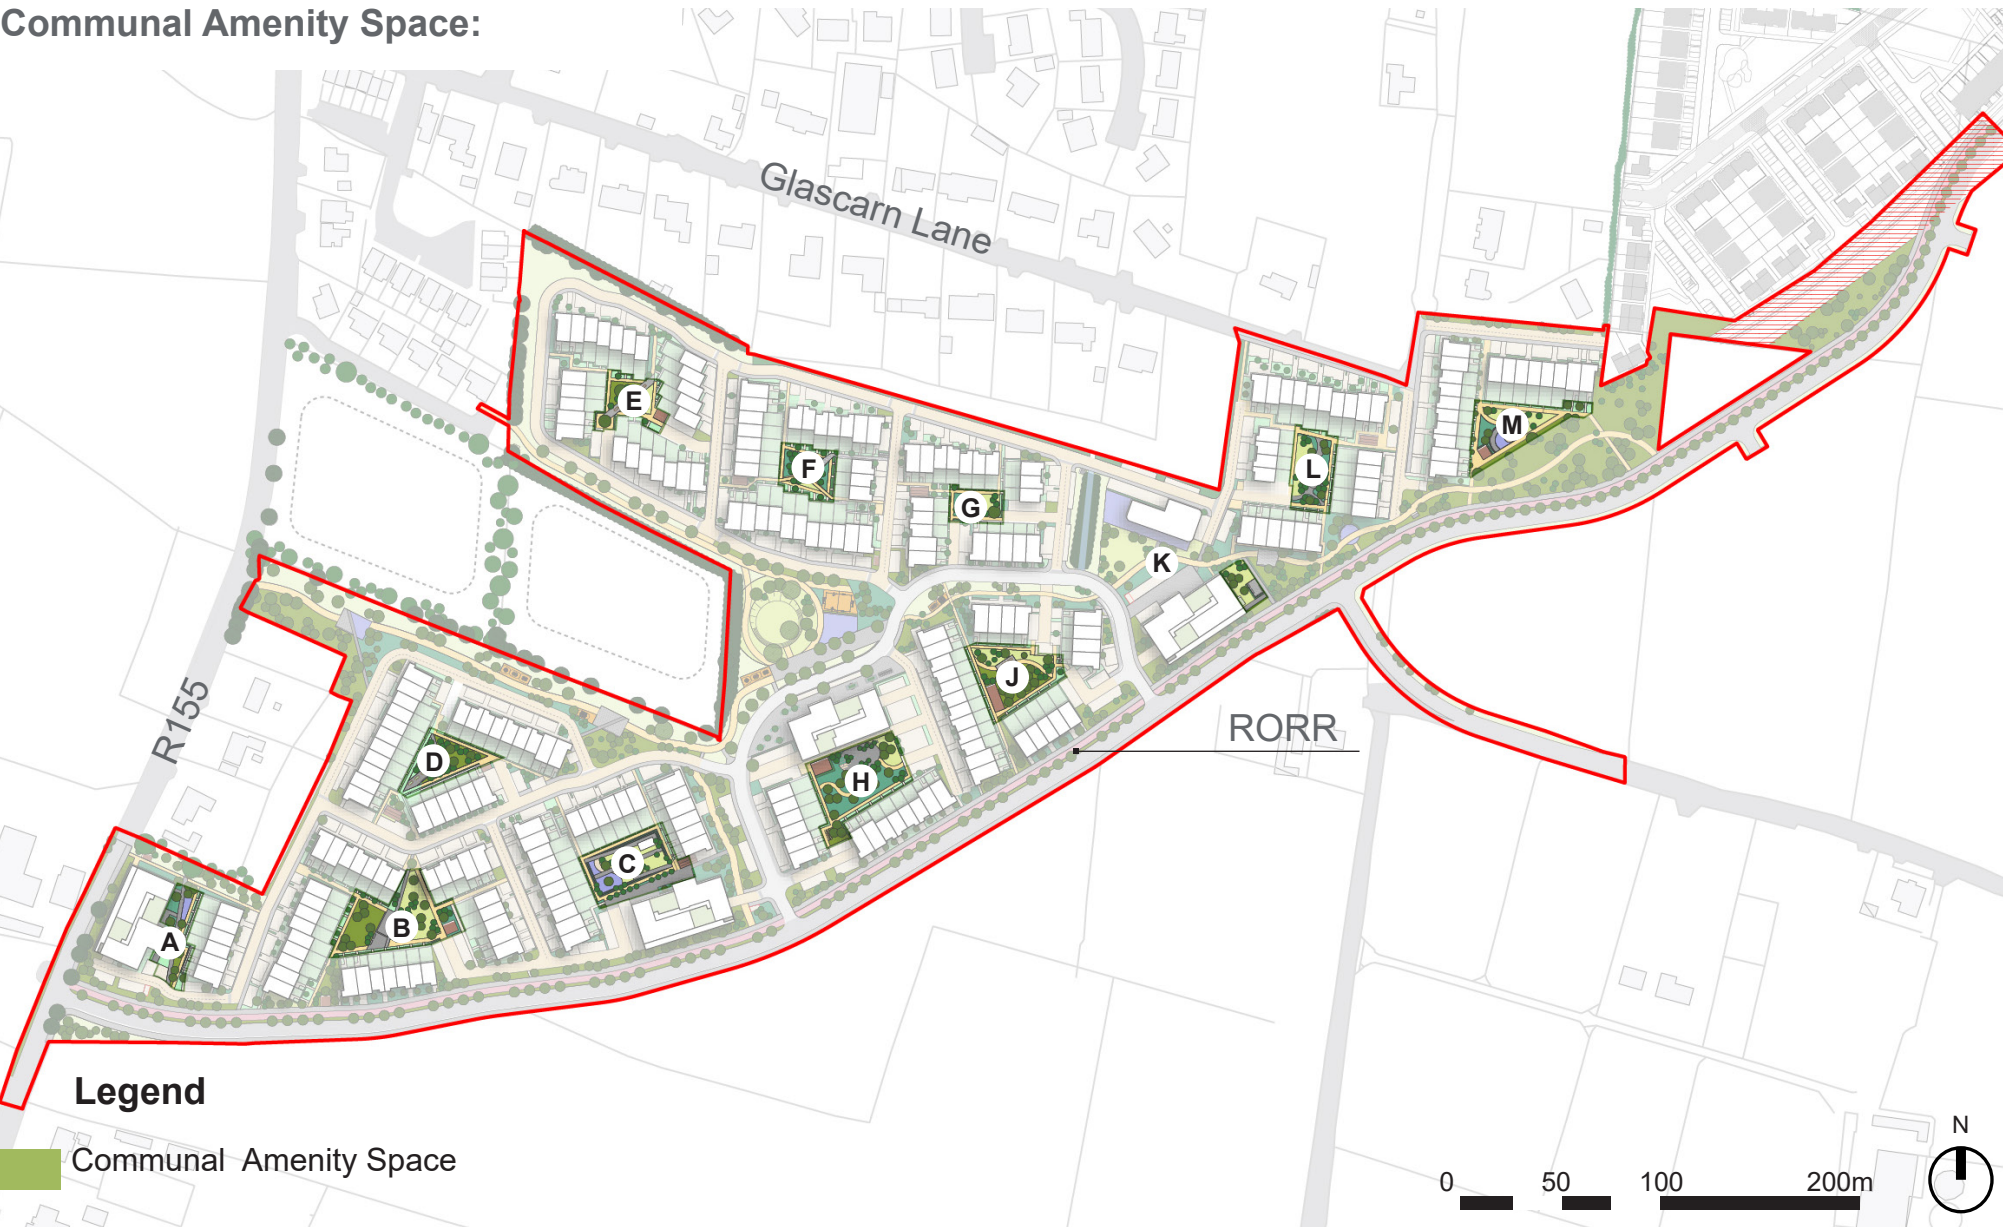 Communal Amenity Space:
Glascarn Lane
E
M
F
L
G
K
J
R155
RORR
D
H
C
B
A
Legend
Communal Amenity Space
N
0 50 100 200m